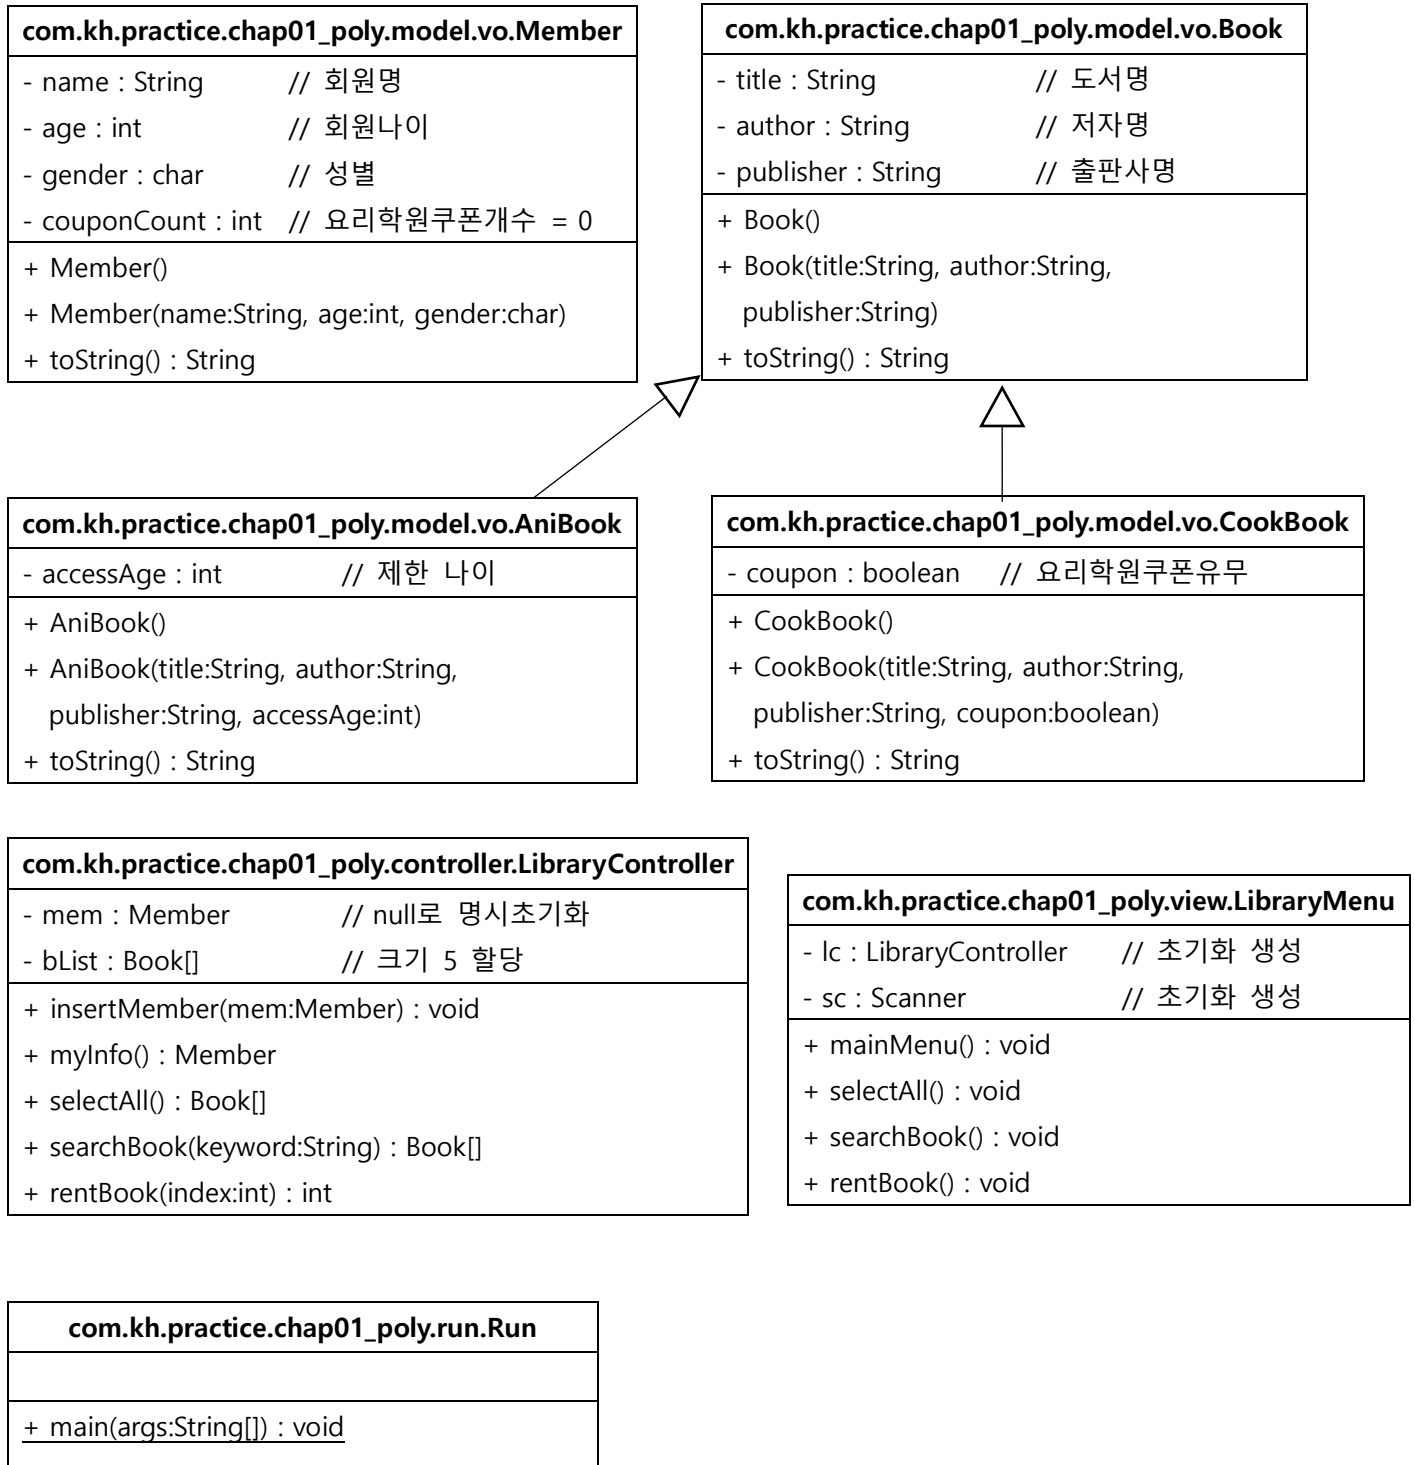 com.kh.practice.chap01_poly.model.vo.Member
- name : String // 회원명
- age : int // 회원나이
- gender : char // 성별
- couponCount : int // 요리학원쿠폰개수 = 0
+ Member()
+ Member(name:String, age:int, gender:char)
+ toString() : String
com.kh.practice.chap01_poly.model.vo.Book
- title : String // 도서명
- author : String // 저자명
- publisher : String // 출판사명
+ Book()
+ Book(title:String, author:String,
publisher:String)
+ toString() : String
com.kh.practice.chap01_poly.model.vo.AniBook
- accessAge : int // 제한 나이
+ AniBook()
+ AniBook(title:String, author:String,
publisher:String, accessAge:int)
+ toString() : String
com.kh.practice.chap01_poly.model.vo.CookBook
- coupon : boolean // 요리학원쿠폰유무
+ CookBook()
+ CookBook(title:String, author:String,
publisher:String, coupon:boolean)
+ toString() : String
com.kh.practice.chap01_poly.controller.LibraryController
- mem : Member // null로 명시초기화
- bList : Book[] // 크기 5 할당
+ insertMember(mem:Member) : void
+ myInfo() : Member
+ selectAll() : Book[]
+ searchBook(keyword:String) : Book[]
+ rentBook(index:int) : int
com.kh.practice.chap01_poly.view.LibraryMenu
- lc : LibraryController // 초기화 생성
- sc : Scanner // 초기화 생성
+ mainMenu() : void
+ selectAll() : void
+ searchBook() : void
+ rentBook() : void
com.kh.practice.chap01_poly.run.Run
+ main(args:String[]) : void